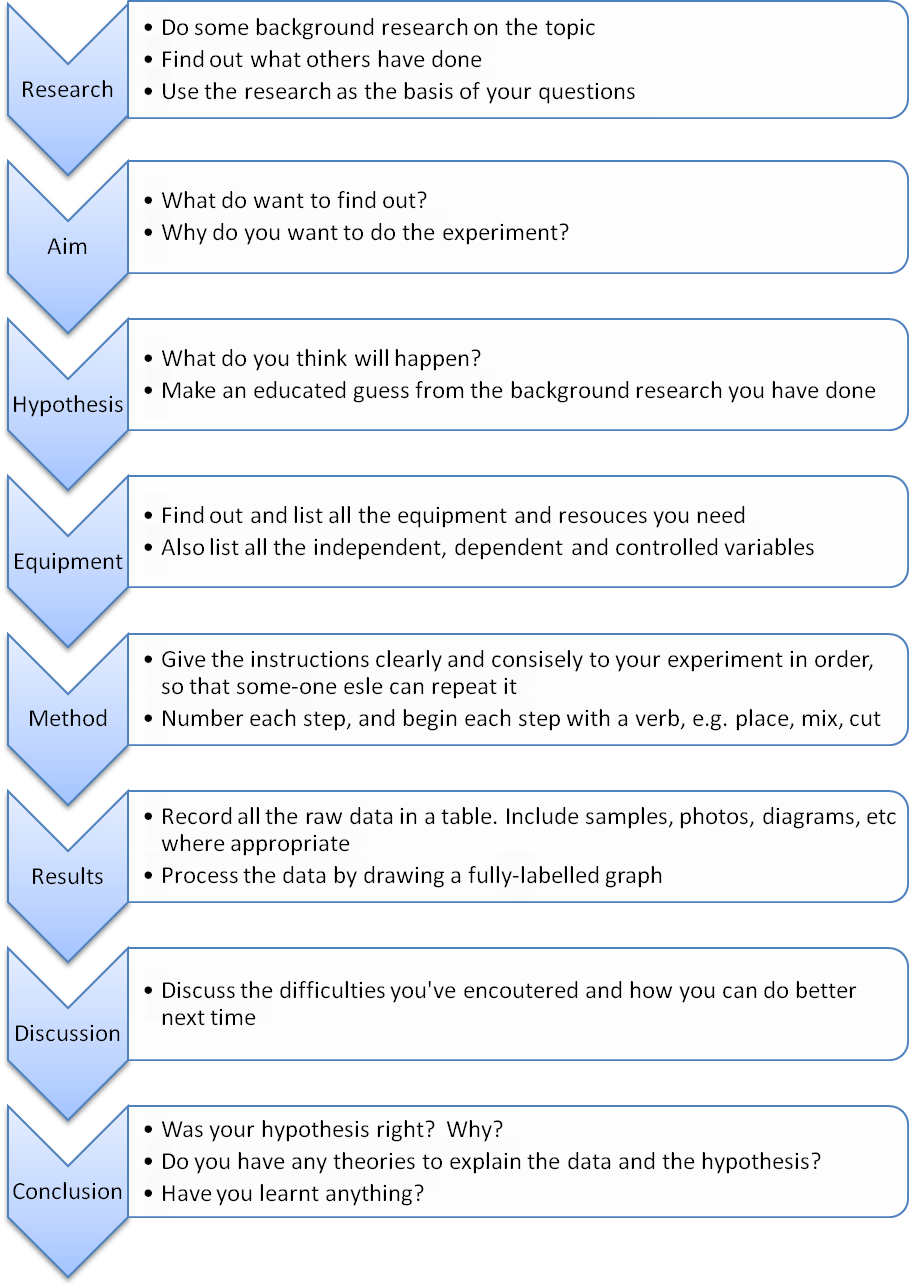 Research
• Do some background research on the topic
• Find out what others have done
• Use the research as the basis of your questions
Aim
• What do want to find out?
• Why do you want to do the experiment?
Hypothesis
• What do you think will happen?
• Make an educated guess from the background research you have done
Equipment
• Find out and list all the equipment and resouces you need
• Also list all the independent, dependent and controlled variables
Method
• Give the instructions clearly and consisely to your experiment in order,
so that some-one esle can repeat it
• Number each step, and begin each step with a verb, e.g. place, mix, cut
Results
• Record all the raw data in a table. Include samples, photos, diagrams, etc
where appropriate
• Process the data by drawing a fully-labelled graph
Discussion
• Discuss the difficulties you've encoutered and how you can do better
next time
Conclusion
• Was your hypothesis right?  Why?
• Do you have any theories to explain the data and the hypothesis?
• Have you learnt anything?